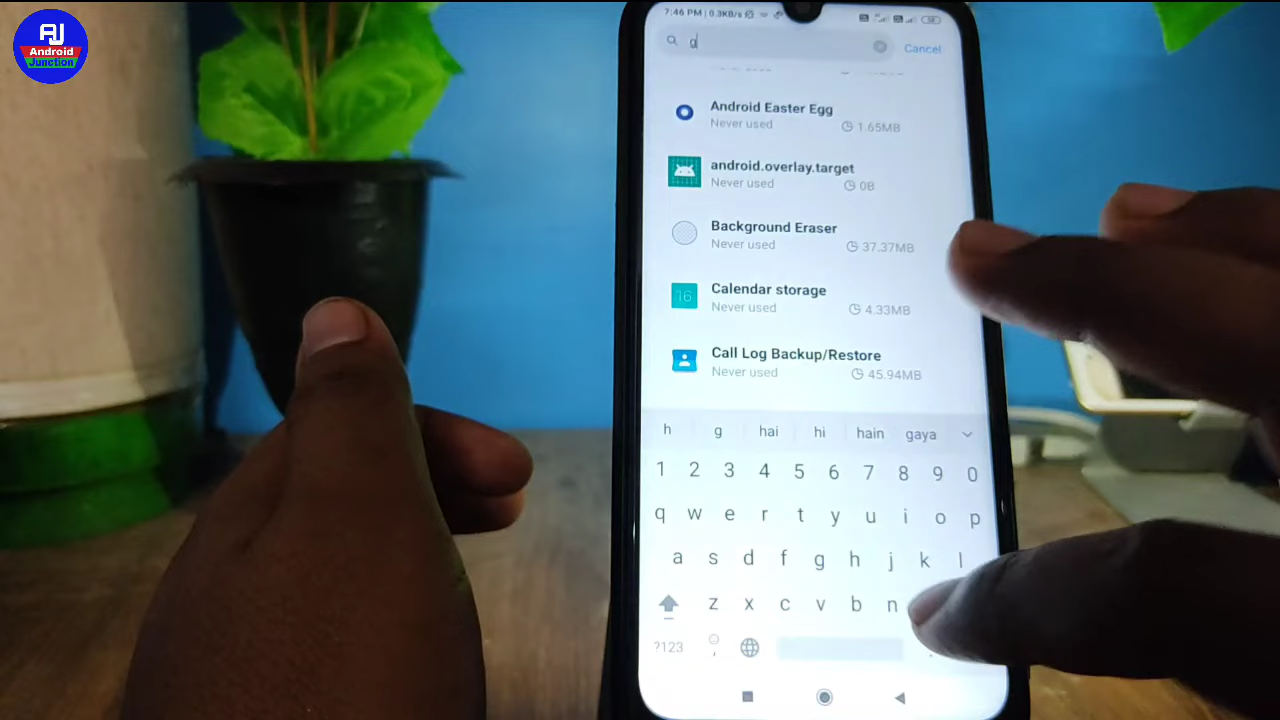 AJ
Android
Junction
7:46 PM | 0.3KB/s
g
Cancel
Android Easter Egg
Never used
1.65MB
android.overlay.target
Never used
0B
Background Eraser
Never used
37.37MB
16
Calendar storage
Never used
4.33MB
Call Log Backup/Restore
Never used
45.94MB
h g hai hi hain gaya
1 2 3 4 5 6 7 8 9 0
q w e r t y u i o p
a s d f g h j k l
z x c v b n
?123 ,